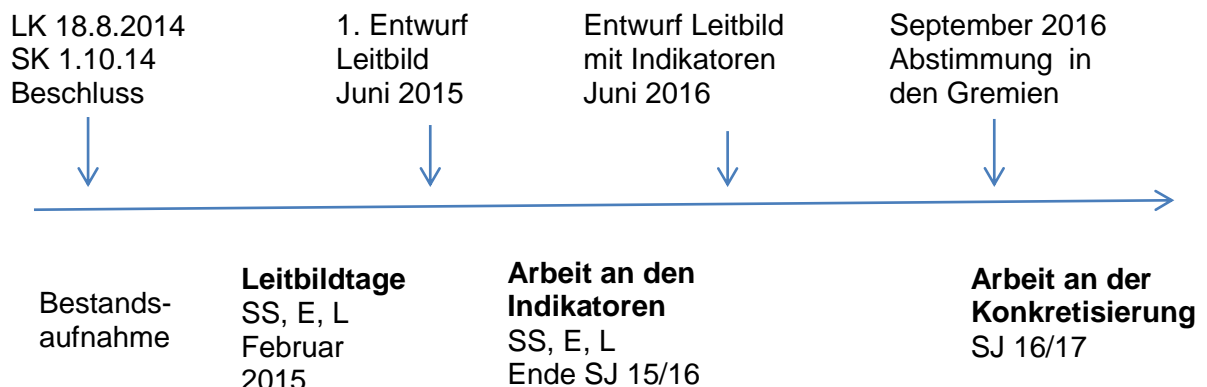 LK 18.8.2014
SK 1.10.14
Beschluss
1. Entwurf
Leitbild
Juni 2015
Entwurf Leitbild
mit Indikatoren
Juni 2016
September 2016
Abstimmung in
den Gremien
Bestands-
aufnahme
Leitbildtage
SS, E, L
Februar
2015
Arbeit an den
Indikatoren
SS, E, L
Ende SJ 15/16
Arbeit an der
Konkretisierung
SJ 16/17